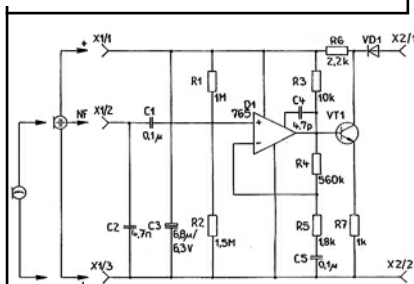 + X1/1
R6
VD1
X2/1
2,2k
R1
1M
R3
10k
C4
4,7p
D1
765
VT1
NF X1/2
C1
0,1μ
+
−
R4
560k
C2
4,7n
C3
6,8μ/
6,3V
R2
1,5M
R5
1,8k
R7
1k
C5
0,1μ
X1/3
X2/2